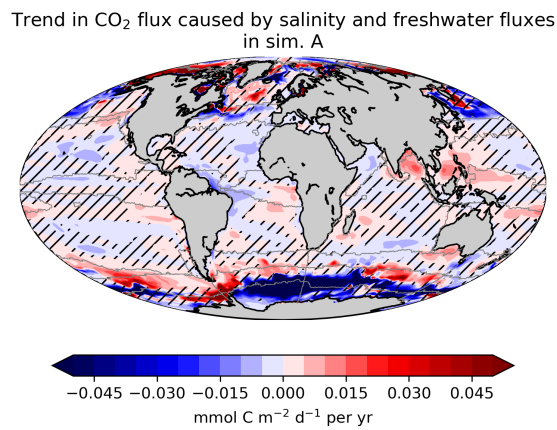 Trend in CO₂ flux caused by salinity and freshwater fluxes
in sim. A
−0.045 −0.030 −0.015 0.000 0.015 0.030 0.045
mmol C m⁻² d⁻¹ per yr